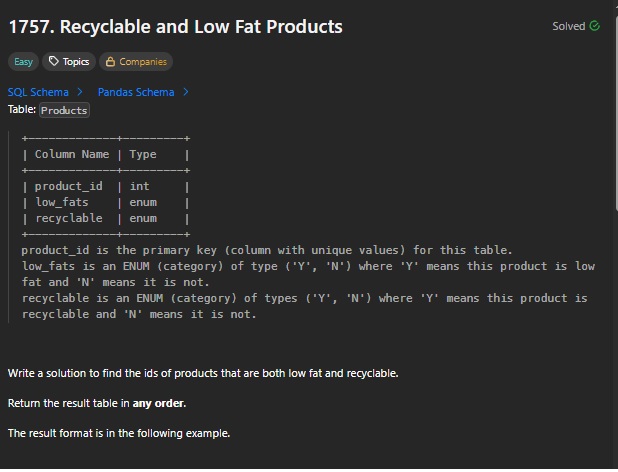 1757. Recyclable and Low Fat Products
Solved
Easy
Topics
Companies
SQL Schema >
Pandas Schema >
Table: Products
+-------------+---------+
| Column Name | Type    |
+-------------+---------+
| product_id  | int     |
| low_fats    | enum    |
| recyclable  | enum    |
+-------------+---------+
product_id is the primary key (column with unique values) for this table.
low_fats is an ENUM (category) of type ('Y', 'N') where 'Y' means this product is low
fat and 'N' means it is not.
recyclable is an ENUM (category) of types ('Y', 'N') where 'Y' means this product is
recyclable and 'N' means it is not.
Write a solution to find the ids of products that are both low fat and recyclable.
Return the result table in any order.
The result format is in the following example.